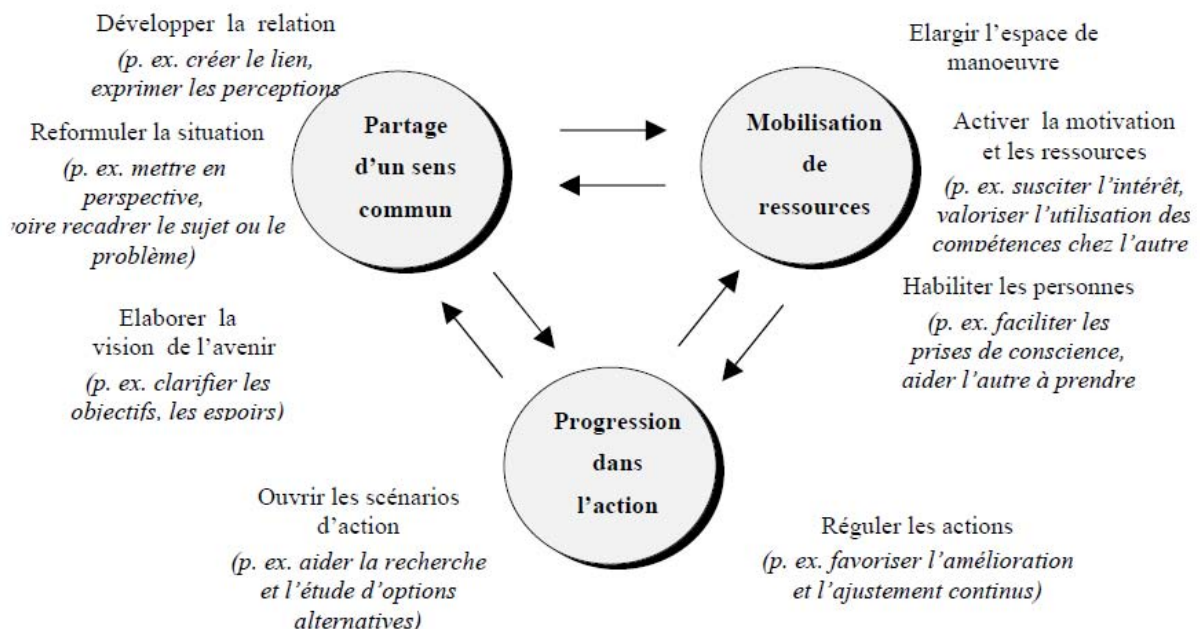 Développer la relation
(p. ex. créer le lien,
exprimer les perceptions
Reformuler la situation
(p. ex. mettre en
perspective,
voire recadrer le sujet ou le
problème)
Elaborer la
vision de l'avenir
(p. ex. clarifier les
objectifs, les espoirs)
Partage
d'un sens
commun
Mobilisation
de
ressources
Elargir l'espace de
manoeuvre
Activer la motivation
et les ressources
(p. ex. susciter l'intérêt,
valoriser l'utilisation des
compétences chez l'autre
Habiliter les personnes
(p. ex. faciliter les
prises de conscience,
aider l'autre à prendre
Progression
dans
l'action
Ouvrir les scénarios
d'action
(p. ex. aider la recherche
et l'étude d'options
alternatives)
Réguler les actions
(p. ex. favoriser l'amélioration
et l'ajustement continus)